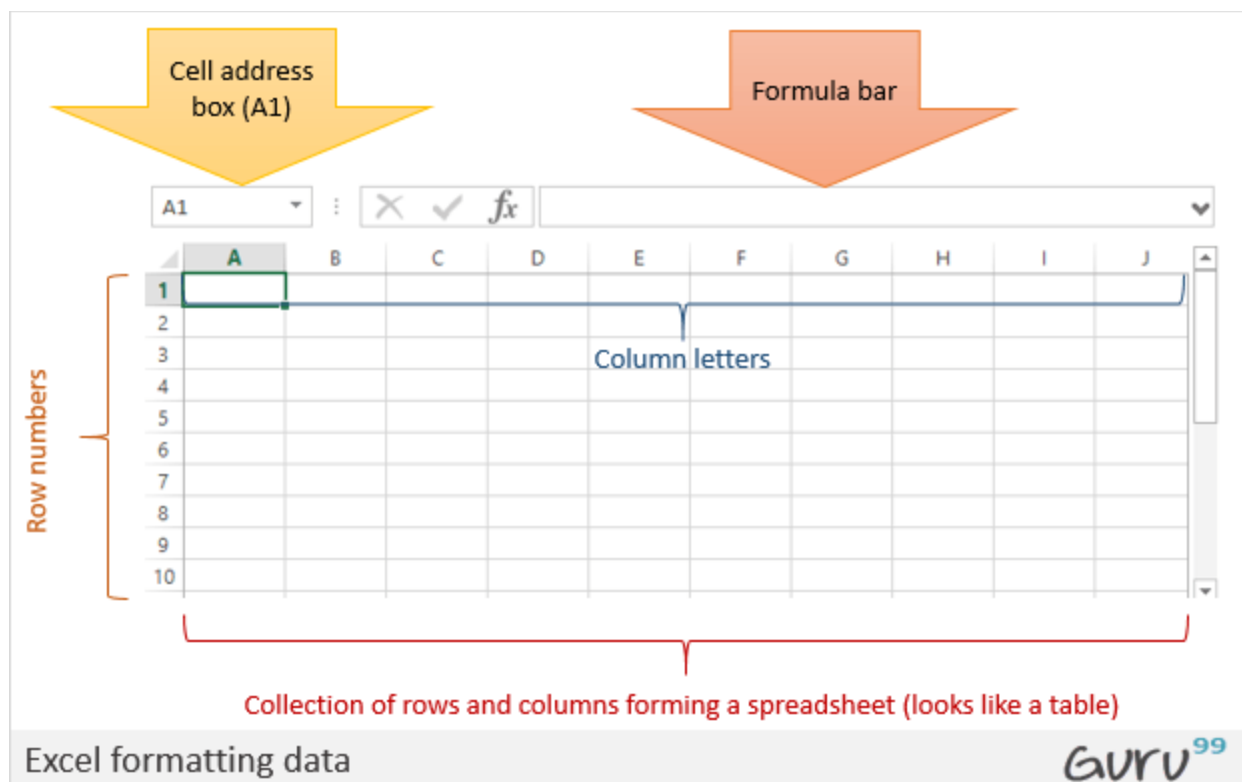 Cell address
box (A1)
Formula bar
A1 fx
A B C D E F G H I J
1
2
3
Column letters
4
5
6
7
8
9
10
Row numbers
Collection of rows and columns forming a spreadsheet (looks like a table)
Excel formatting data
Guru99